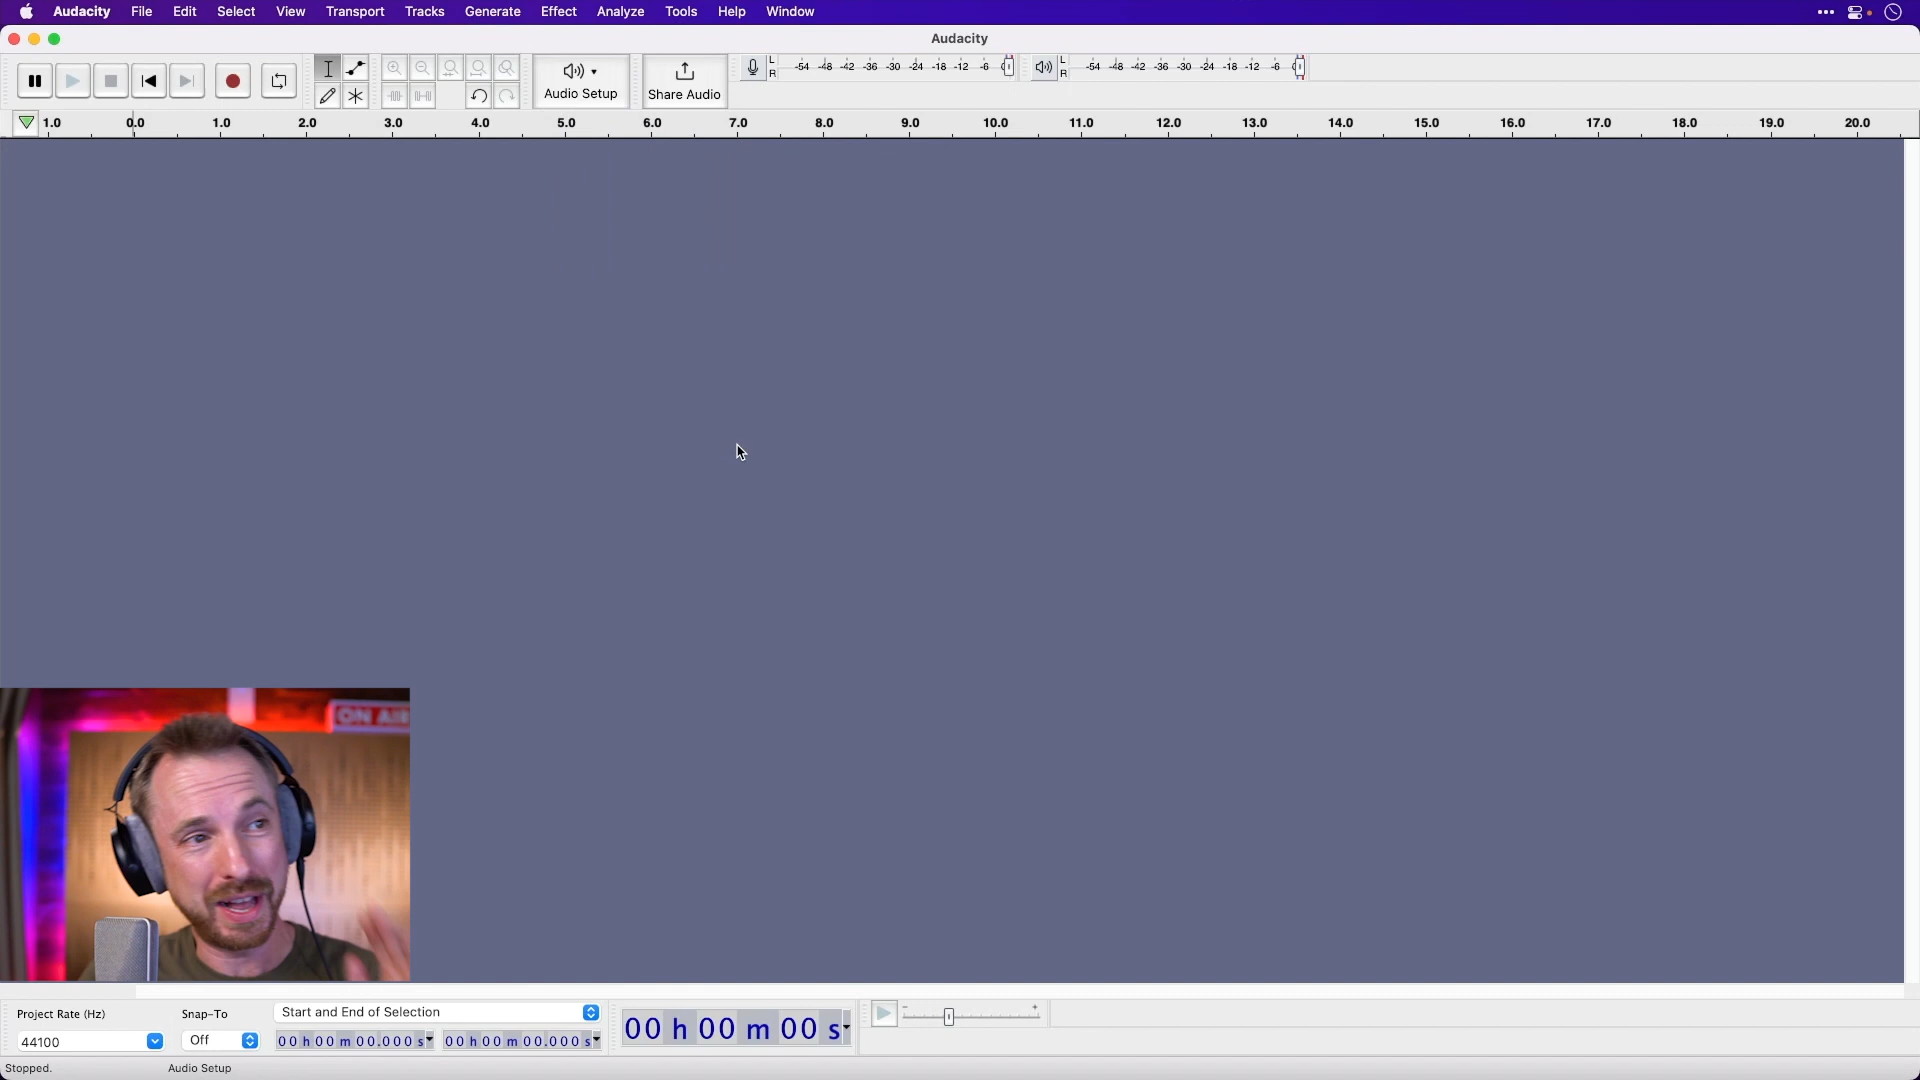 Audacity File Edit Select View Transport Tracks Generate Effect Analyze Tools Help Window
Audacity
Audio Setup
Share Audio
L
R
-54 -48 -42 -36 -30 -24 -18 -12 -6
L
R
-54 -48 -42 -36 -30 -24 -18 -12 -6
1.0 0.0 1.0 2.0 3.0 4.0 5.0 6.0 7.0 8.0 9.0 10.0 11.0 12.0 13.0 14.0 15.0 16.0 17.0 18.0 19.0 20.0
ON AIR
Project Rate (Hz)
44100
Snap-To
Off
Start and End of Selection
00 h 00 m 00.000 s
00 h 00 m 00.000 s
00 h 00 m 00 s
- +
Stopped. Audio Setup